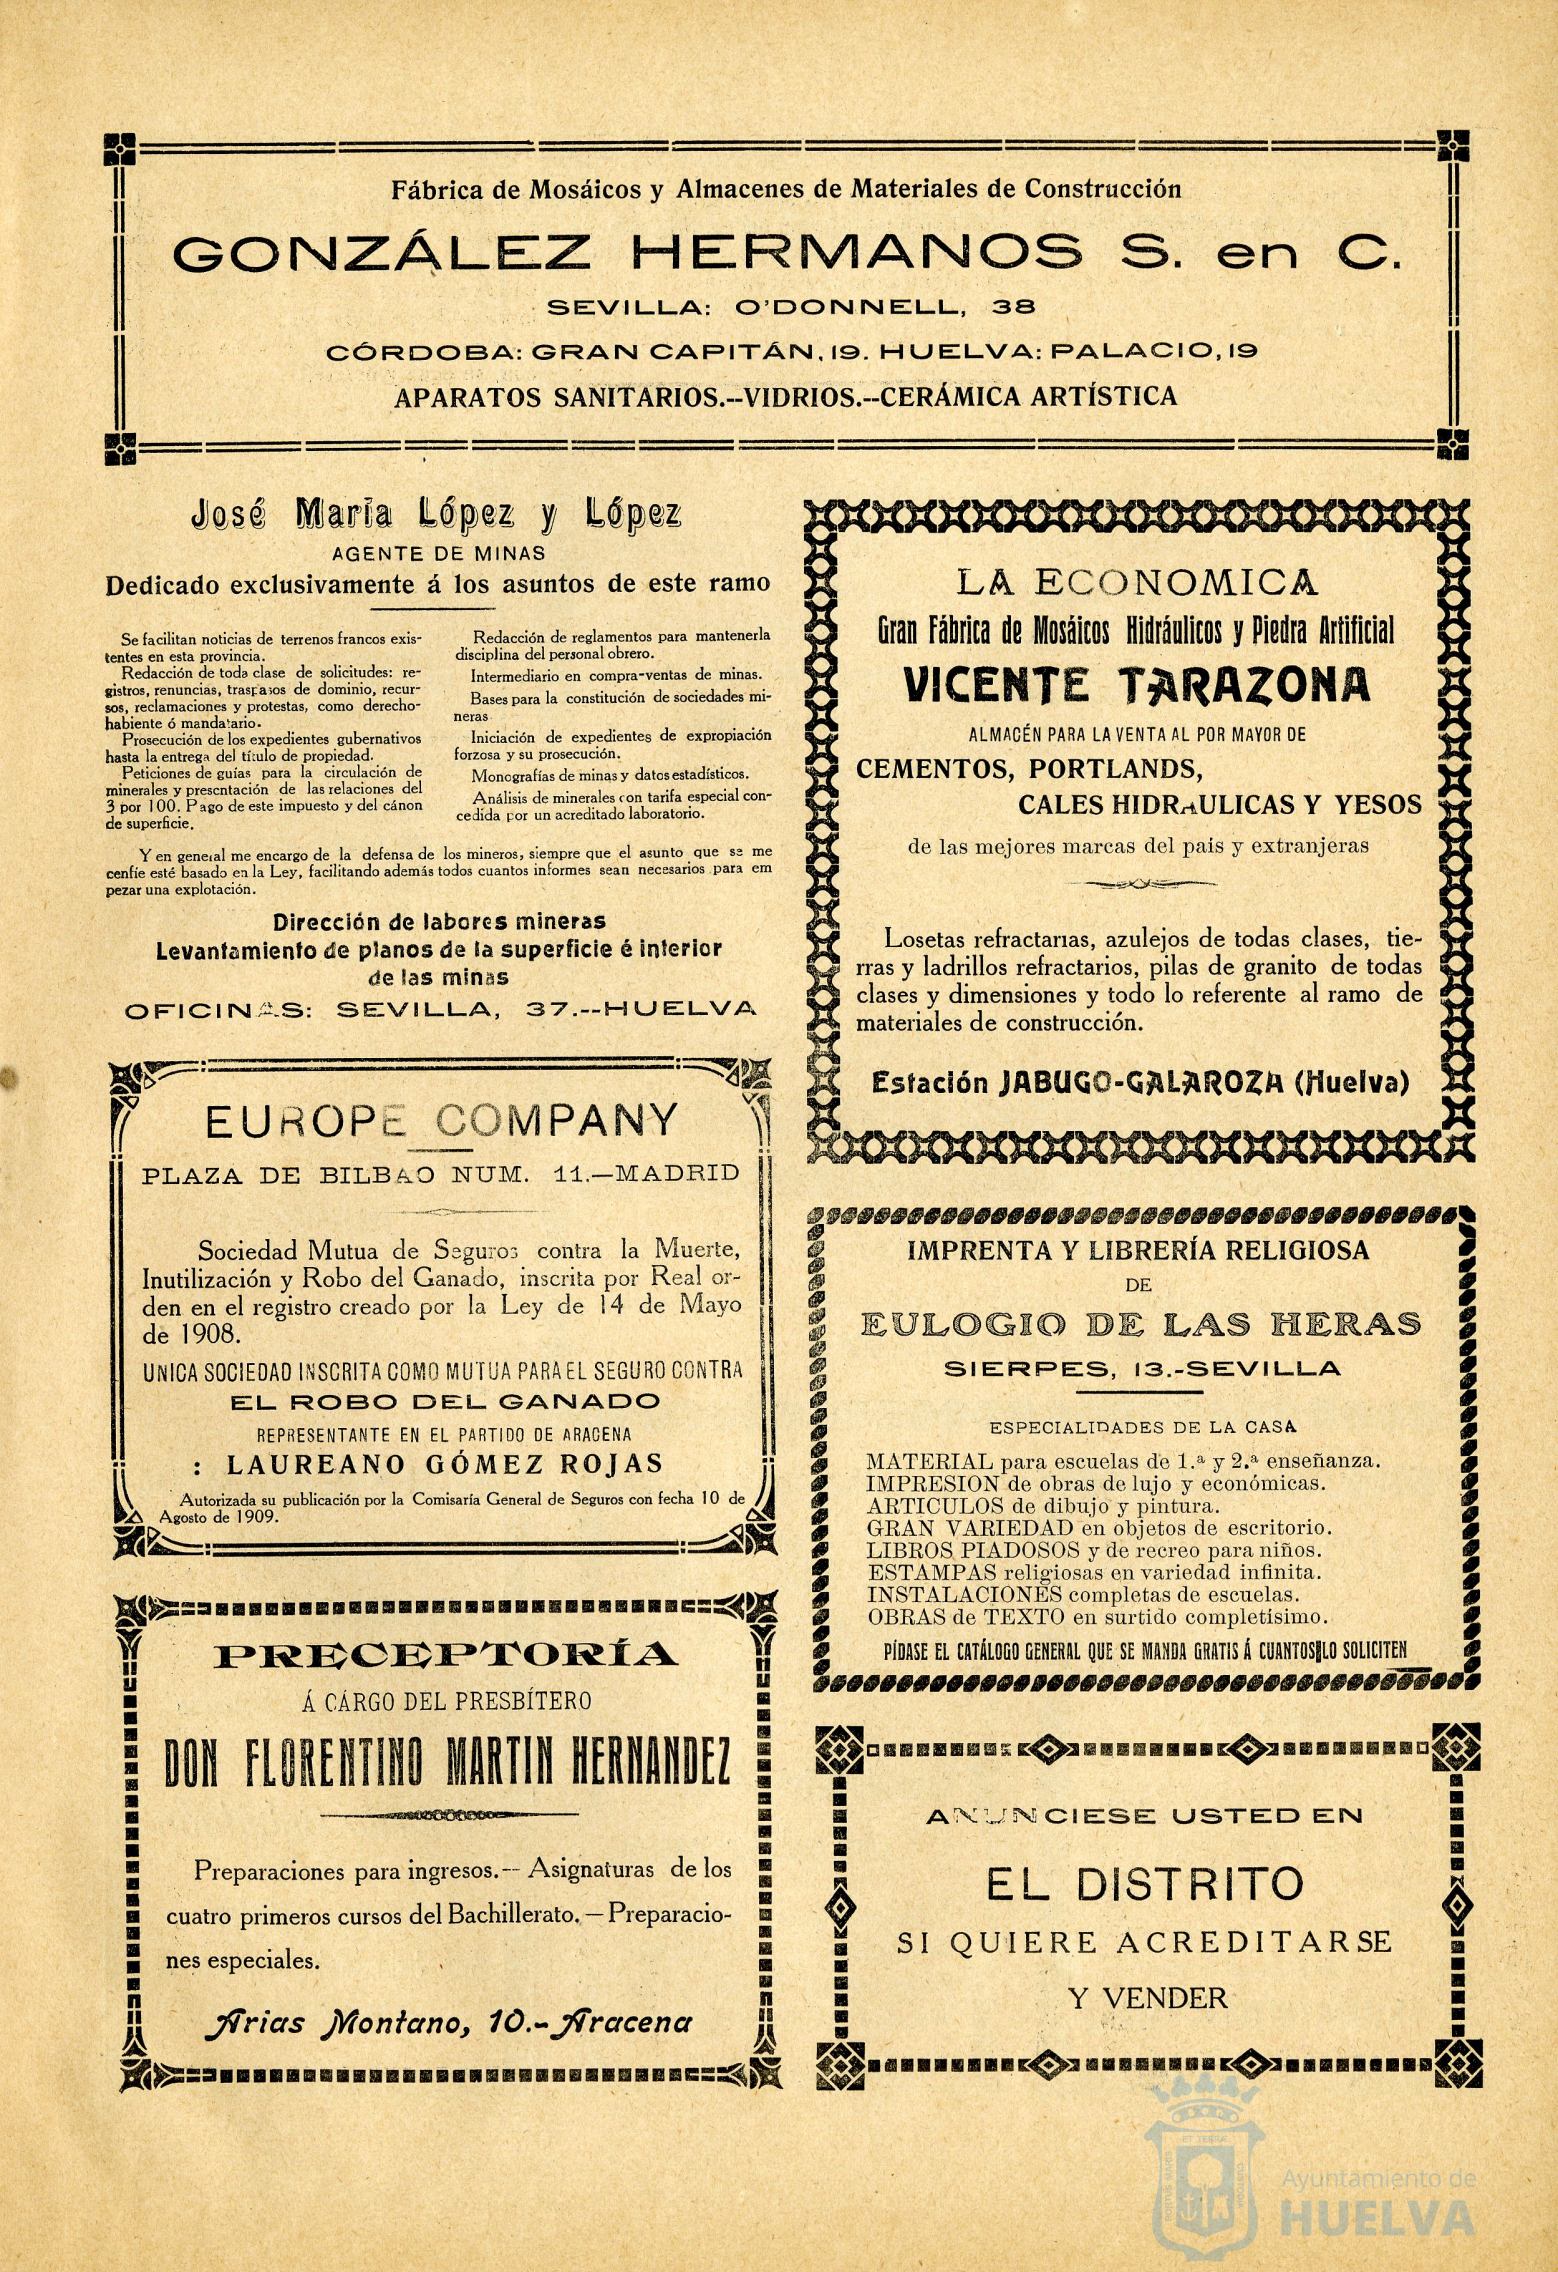 Fábrica de Mosáicos y Almacenes de Materiales de Construcción
GONZÁLEZ HERMANOS S. en C.
SEVILLA: O'DONNELL, 38
CÓRDOBA: GRAN CAPITÁN, 19. HUELVA: PALACIO, 19
APARATOS SANITARIOS.--VIDRIOS.--CERÁMICA ARTÍSTICA
José María López y López
AGENTE DE MINAS
Dedicado exclusivamente á los asuntos de este ramo
Se facilitan noticias de terrenos francos exis-
tentes en esta provincia.
Redacción de toda clase de solicitudes: re-
gistros, renuncias, traspasos de dominio, recur-
sos, reclamaciones y protestas, como derecho-
habiente ó mandatario.
Prosecución de los expedientes gubernativos
hasta la entrega del título de propiedad.
Peticiones de guías para la circulación de
minerales y presentación de las relaciones del
3 por 100. Pago de este impuesto y del cánon
de superficie.
Redacción de reglamentos para mantenerla
disciplina del personal obrero.
Intermediario en compra-ventas de minas.
Bases para la constitución de sociedades mi-
neras
Iniciación de expedientes de expropiación
forzosa y su prosecución.
Monografías de minas y datos estadísticos.
Análisis de minerales con tarifa especial con-
cedida por un acreditado laboratorio.
Y en general me encargo de la defensa de los mineros, siempre que el asunto que se me
cenfíe esté basado en la Ley, facilitando además todos cuantos informes sean necesarios para em
pezar una explotación.
Dirección de labores mineras
Levantamiento de planos de la superficie é interior
de las minas
OFICINAS: SEVILLA, 37.--HUELVA
EUROPE COMPANY
PLAZA DE BILBAO NUM. 11.—MADRID
Sociedad Mutua de Seguros contra la Muerte,
Inutilización y Robo del Ganado, inscrita por Real or-
den en el registro creado por la Ley de 14 de Mayo
de 1908.
UNICA SOCIEDAD INSCRITA COMO MUTUA PARA EL SEGURO CONTRA
EL ROBO DEL GANADO
REPRESENTANTE EN EL PARTIDO DE ARACENA
: LAUREANO GÓMEZ ROJAS
Autorizada su publicación por la Comisaría General de Seguros con fecha 10 de
Agosto de 1909.
PRECEPTORÍA
Á CARGO DEL PRESBÍTERO
DON FLORENTINO MARTIN HERNANDEZ
Preparaciones para ingresos.-- Asignaturas de los
cuatro primeros cursos del Bachillerato. — Preparacio-
nes especiales.
Arias Montano, 10.- Aracena
LA ECONOMICA
Gran Fábrica de Mosáicos Hidráulicos y Piedra Artificial
VICENTE TARAZONA
ALMACÉN PARA LA VENTA AL POR MAYOR DE
CEMENTOS, PORTLANDS,
CALES HIDRAULICAS Y YESOS
de las mejores marcas del pais y extranjeras
Losetas refractarias, azulejos de todas clases, tie-
rras y ladrillos refractarios, pilas de granito de todas
clases y dimensiones y todo lo referente al ramo de
materiales de construcción.
Estación JABUGO-GALAROZA (Huelva)
IMPRENTA Y LIBRERÍA RELIGIOSA
DE
EULOGIO DE LAS HERAS
SIERPES, 13.-SEVILLA
ESPECIALIDADES DE LA CASA
MATERIAL para escuelas de 1.ª y 2.ª enseñanza.
IMPRESION de obras de lujo y económicas.
ARTICULOS de dibujo y pintura.
GRAN VARIEDAD en objetos de escritorio.
LIBROS PIADOSOS y de recreo para niños.
ESTAMPAS religiosas en variedad infinita.
INSTALACIONES completas de escuelas.
OBRAS de TEXTO en surtido completisimo.
PÍDASE EL CATÁLOGO GENERAL QUE SE MANDA GRATIS Á CUANTOS LO SOLICITEN
ANUNCIESE USTED EN
EL DISTRITO
SI QUIERE ACREDITARSE
Y VENDER
Ayuntamiento de
HUELVA